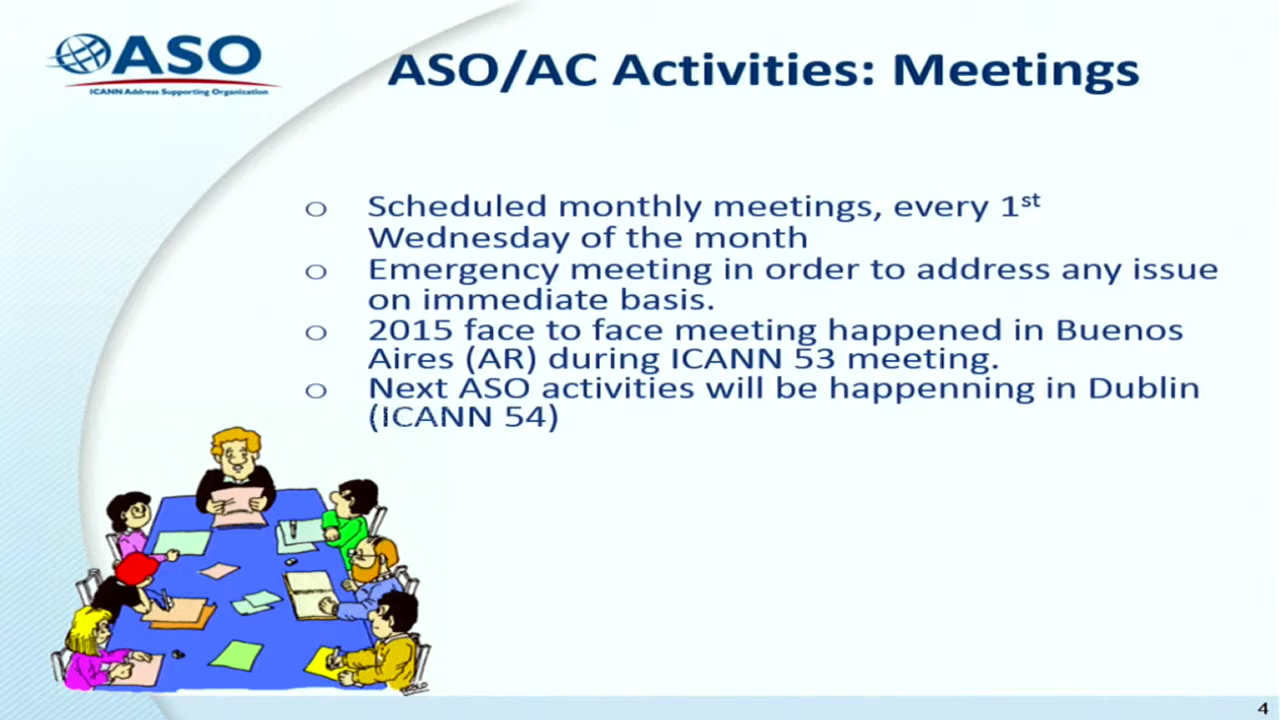 ASO
ICANN Address Supporting Organization
ASO/AC Activities: Meetings
o Scheduled monthly meetings, every 1st
Wednesday of the month
o Emergency meeting in order to address any issue
on immediate basis.
o 2015 face to face meeting happened in Buenos
Aires (AR) during ICANN 53 meeting.
o Next ASO activities will be happenning in Dublin
(ICANN 54)
4